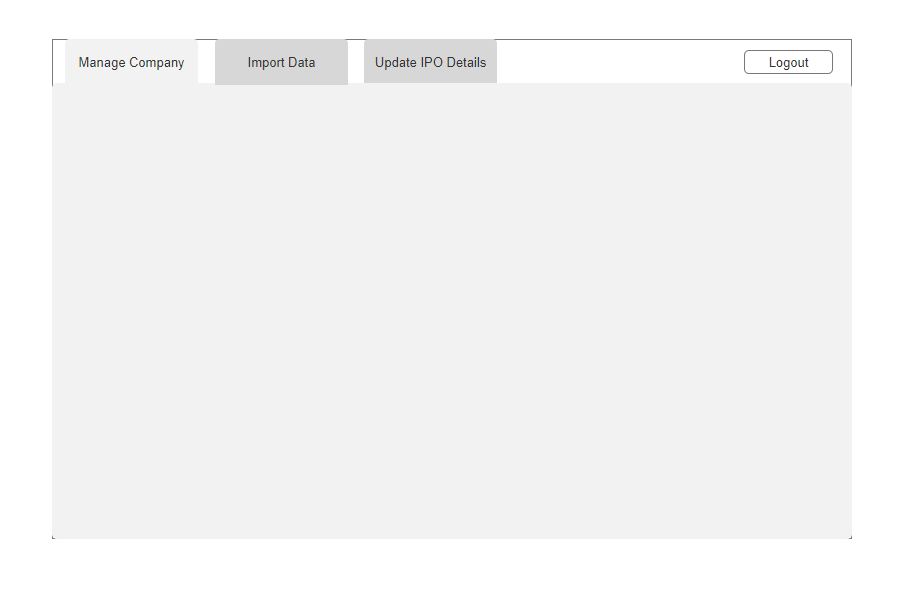 Manage Company
Import Data
Update IPO Details
Logout